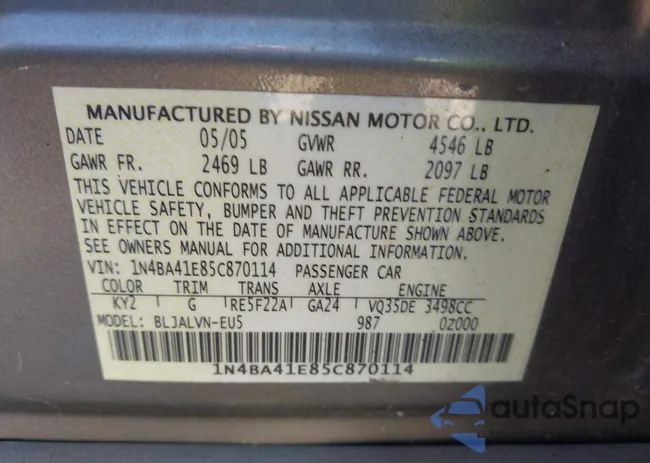 MANUFACTURED BY NISSAN MOTOR CO., LTD.
DATE 05/05 GVWR 4546 LB
GAWR FR. 2469 LB GAWR RR. 2097 LB
THIS VEHICLE CONFORMS TO ALL APPLICABLE FEDERAL MOTOR
VEHICLE SAFETY, BUMPER AND THEFT PREVENTION STANDARDS
IN EFFECT ON THE DATE OF MANUFACTURE SHOWN ABOVE.
SEE OWNERS MANUAL FOR ADDITIONAL INFORMATION.
VIN: 1N4BA41E85C870114 PASSENGER CAR
COLOR TRIM TRANS AXLE ENGINE
KY2 G RE5F22A GA24 VQ35DE 3498CC
MODEL: BLJALVN-EU5 987 0Z000
1N4BA41E85C870114
autoSnap